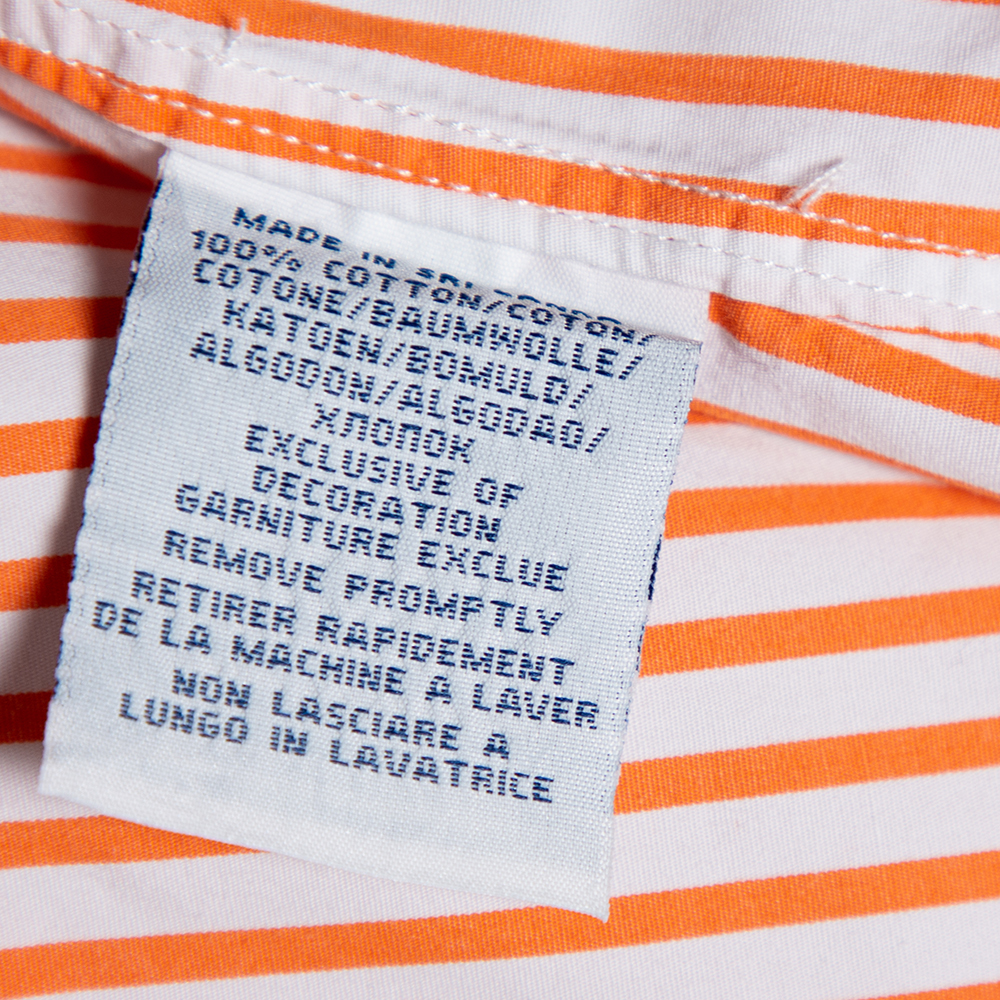 MADE IN SRI
100% COTTON/COTON/
COTONE/BAUMWOLLE/
KATOEN/BOMULD/
ALGODON/ALGODAO/
ХЛОПОК
EXCLUSIVE OF
DECORATION
GARNITURE EXCLUE
REMOVE PROMPTLY
RETIRER RAPIDEMENT
DE LA MACHINE A LAVER
NON LASCIARE A
LUNGO IN LAVATRICE